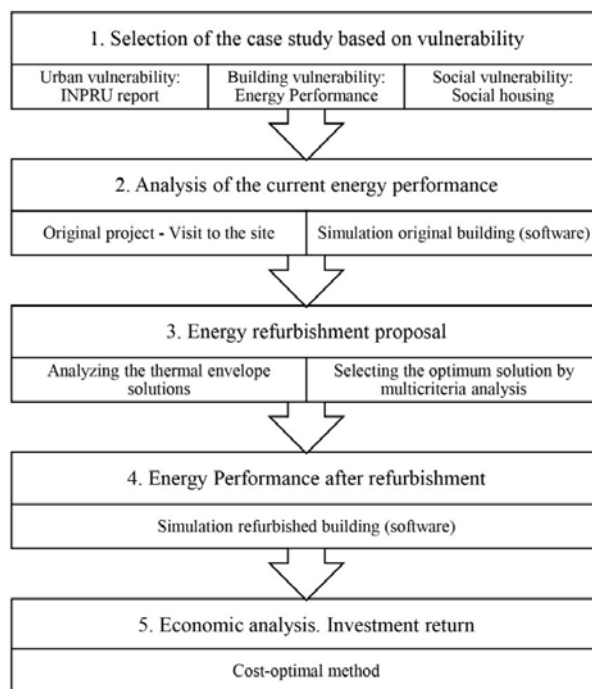 1. Selection of the case study based on vulnerability
Urban vulnerability:
INPRU report
Building vulnerability:
Energy Performance
Social vulnerability:
Social housing
2. Analysis of the current energy performance
Original project - Visit to the site
Simulation original building (software)
3. Energy refurbishment proposal
Analyzing the thermal envelope
solutions
Selecting the optimum solution by
multicriteria analysis
4. Energy Performance after refurbishment
Simulation refurbished building (software)
5. Economic analysis. Investment return
Cost-optimal method